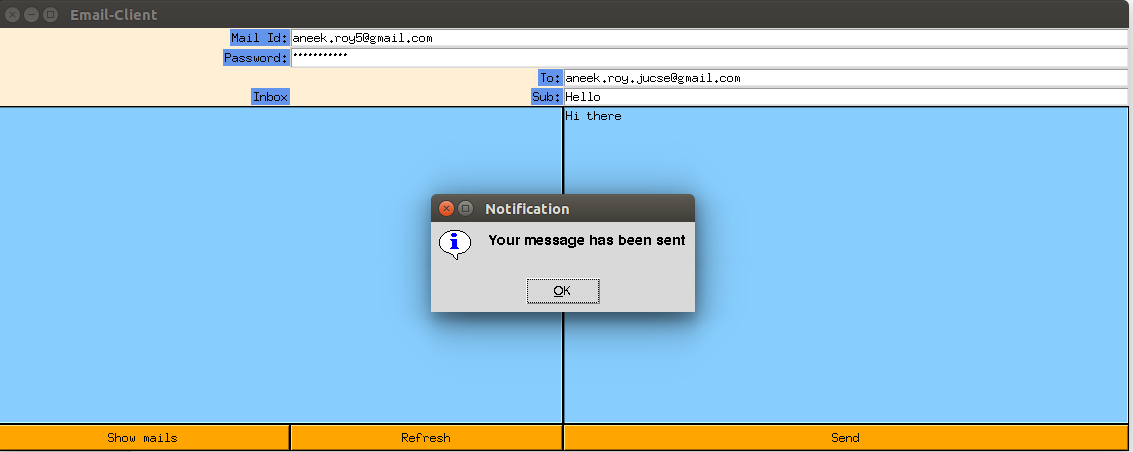 Email-Client
Mail Id: aneek.roy5@gmail.com
Password: ***********
To: aneek.roy.jucse@gmail.com
Inbox Sub: Hello
Hi there
Notification
Your message has been sent
OK
Show mails Refresh Send